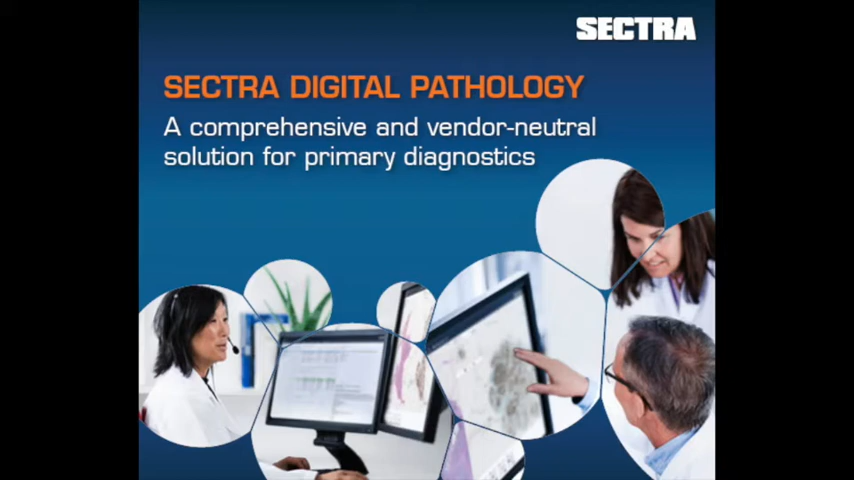 SECTRA
SECTRA DIGITAL PATHOLOGY
A comprehensive and vendor-neutral
solution for primary diagnostics